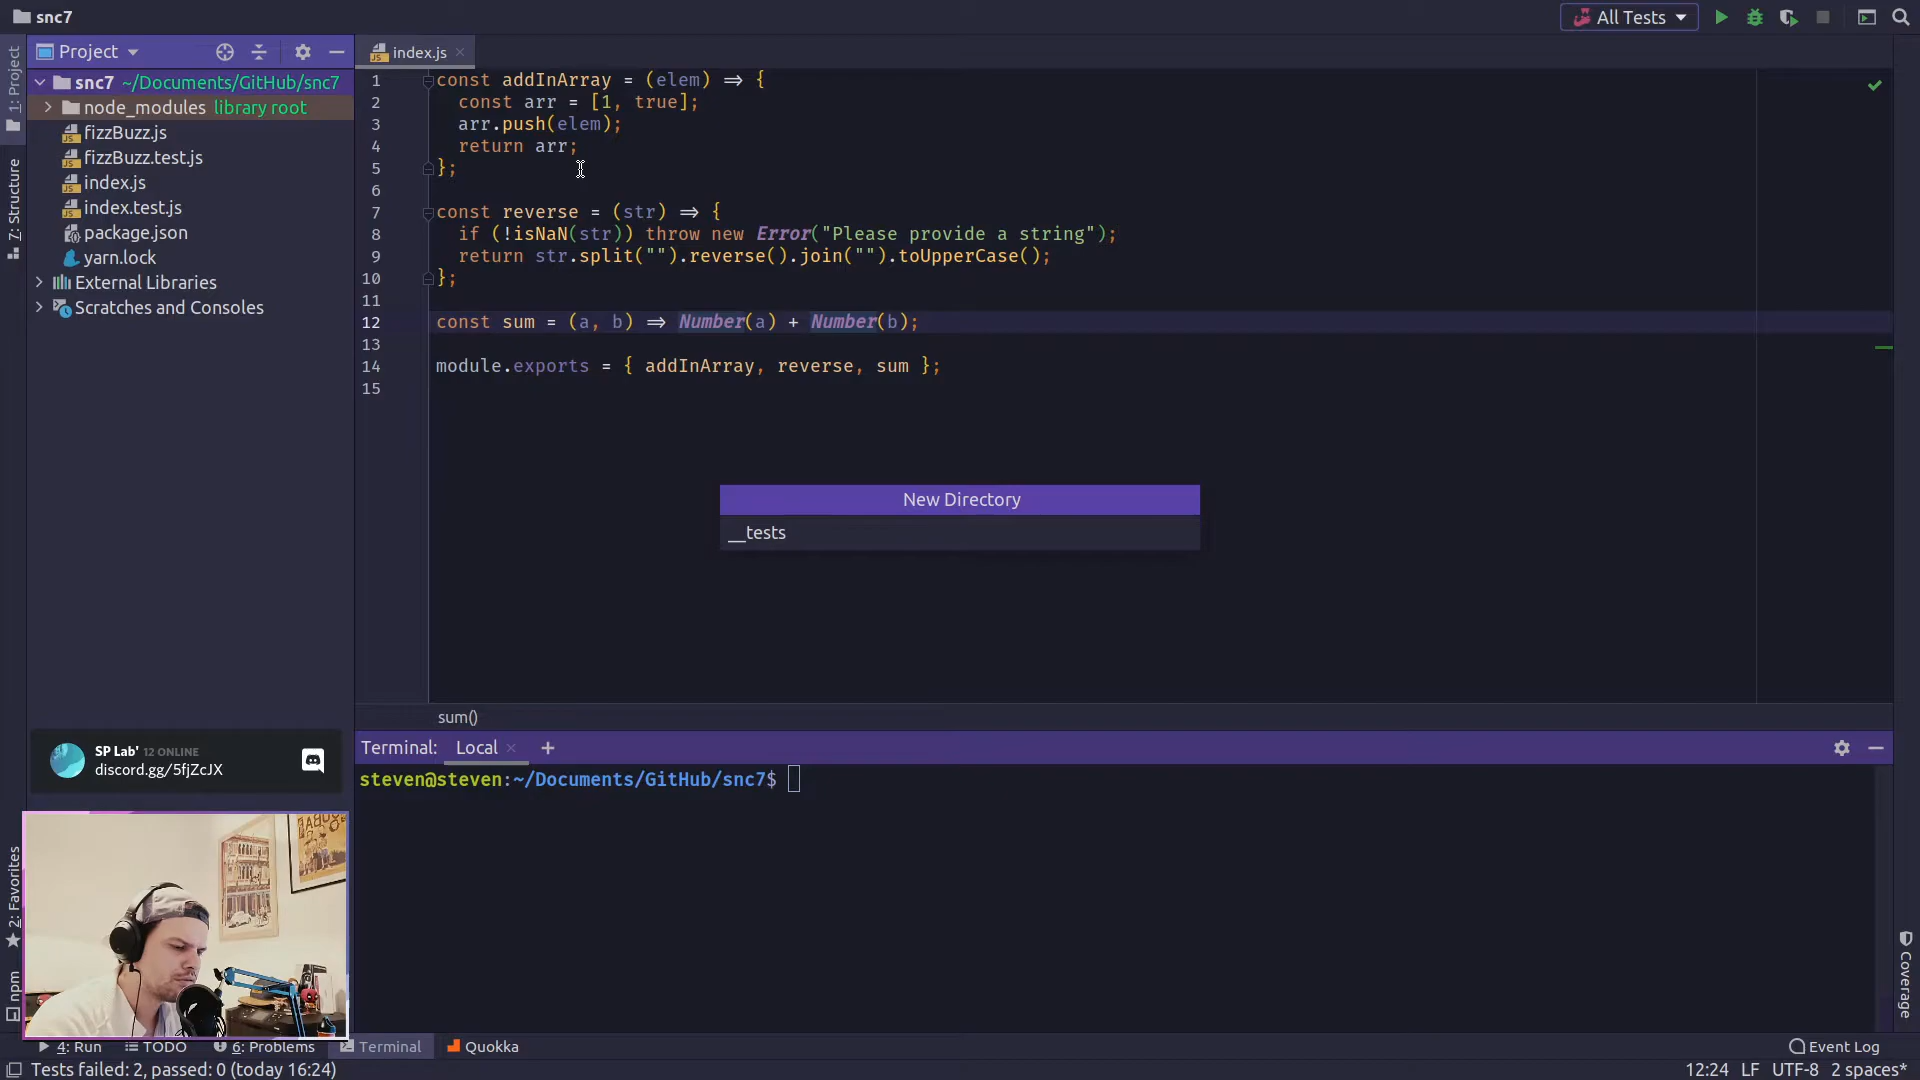 snc7
All Tests
Project
index.js
1: Project
7: Structure
snc7 ~/Documents/GitHub/snc7
node_modules library root
fizzBuzz.js
fizzBuzz.test.js
index.js
index.test.js
package.json
yarn.lock
External Libraries
Scratches and Consoles
1 const addInArray = (elem) => {
2 const arr = [1, true];
3 arr.push(elem);
4 return arr;
5 };
6
7 const reverse = (str) => {
8 if (!isNaN(str)) throw new Error("Please provide a string");
9 return str.split("").reverse().join("").toUpperCase();
10 };
11
12 const sum = (a, b) => Number(a) + Number(b);
13
14 module.exports = { addInArray, reverse, sum };
15
New Directory
__tests
sum()
SP Lab' 12 ONLINE
discord.gg/5fjZcJX
Terminal: Local
steven@steven:~/Documents/GitHub/snc7$
2: Favorites
npm
Coverage
4: Run
TODO
6: Problems
Terminal
Quokka
Event Log
Tests failed: 2, passed: 0 (today 16:24)
12:24 LF UTF-8 2 spaces*